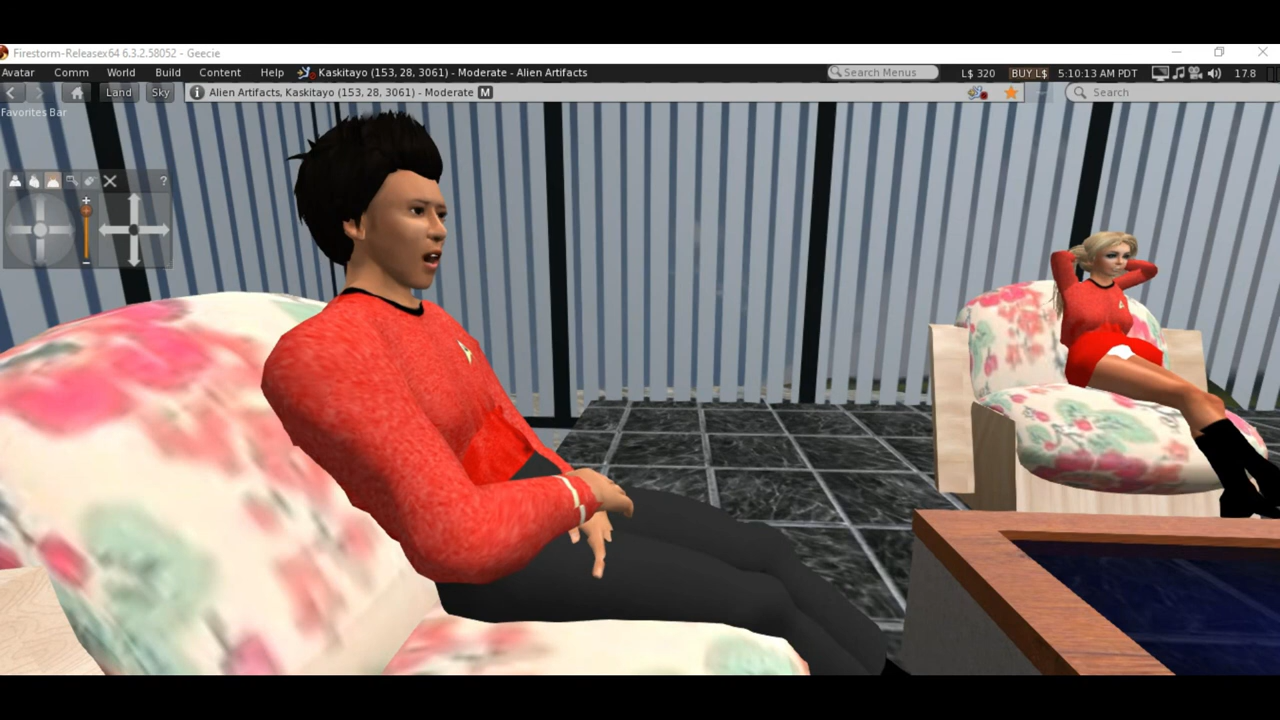 Firestorm-Releasex64 6.3.2.58052 - Geecie
Avatar Comm World Build Content Help Kaskitayo (153, 28, 3061) - Moderate - Alien Artifacts Search Menus L$ 320 BUY L$ 5:10:13 AM PDT 17.8
Land Sky Alien Artifacts, Kaskitayo (153, 28, 3061) - Moderate M Search
Favorites Bar
?